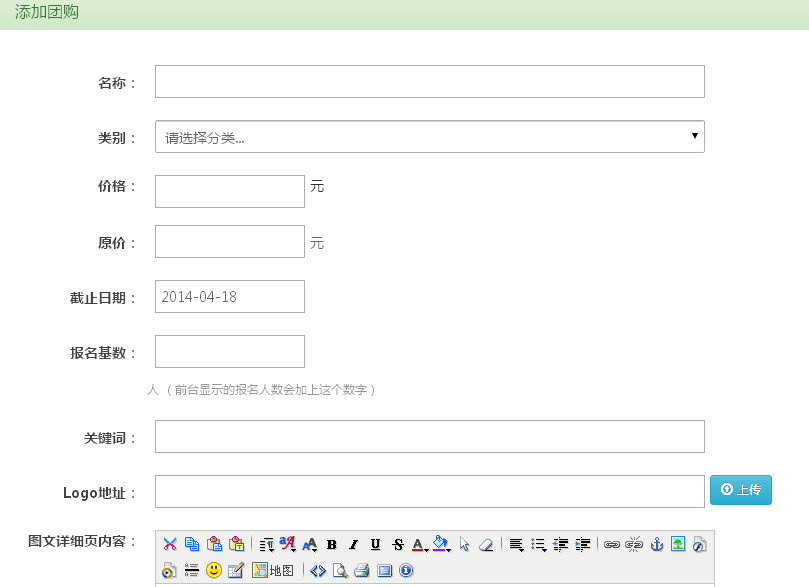 添加团购
名称：
类别： 请选择分类...
价格： 元
原价： 元
截止日期： 2014-04-18
报名基数：
人（前台显示的报名人数会加上这个数字）
关键词：
Logo地址： 上传
图文详细页内容：
地图